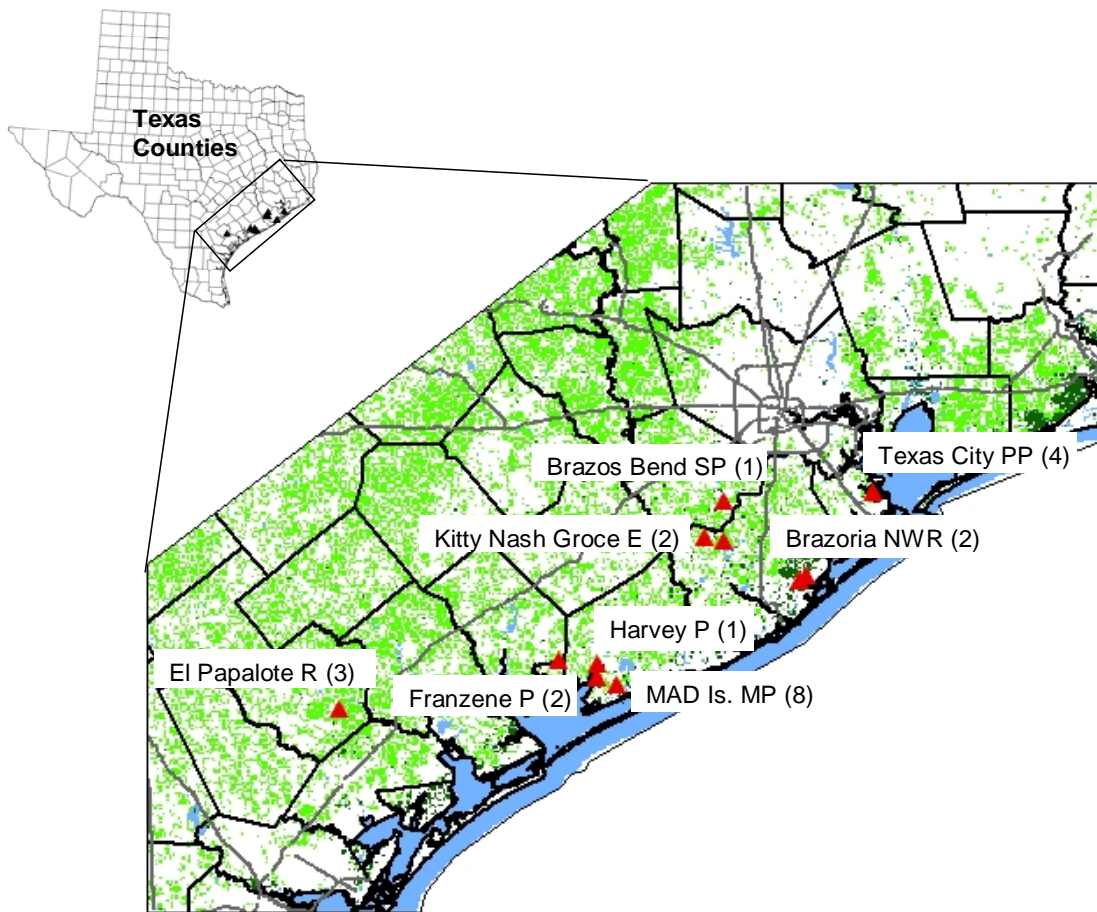 Texas
Counties
Brazos Bend SP (1)
Texas City PP (4)
Kitty Nash Groce E (2)
Brazoria NWR (2)
Harvey P (1)
El Papalote R (3)
Franzene P (2)
MAD Is. MP (8)